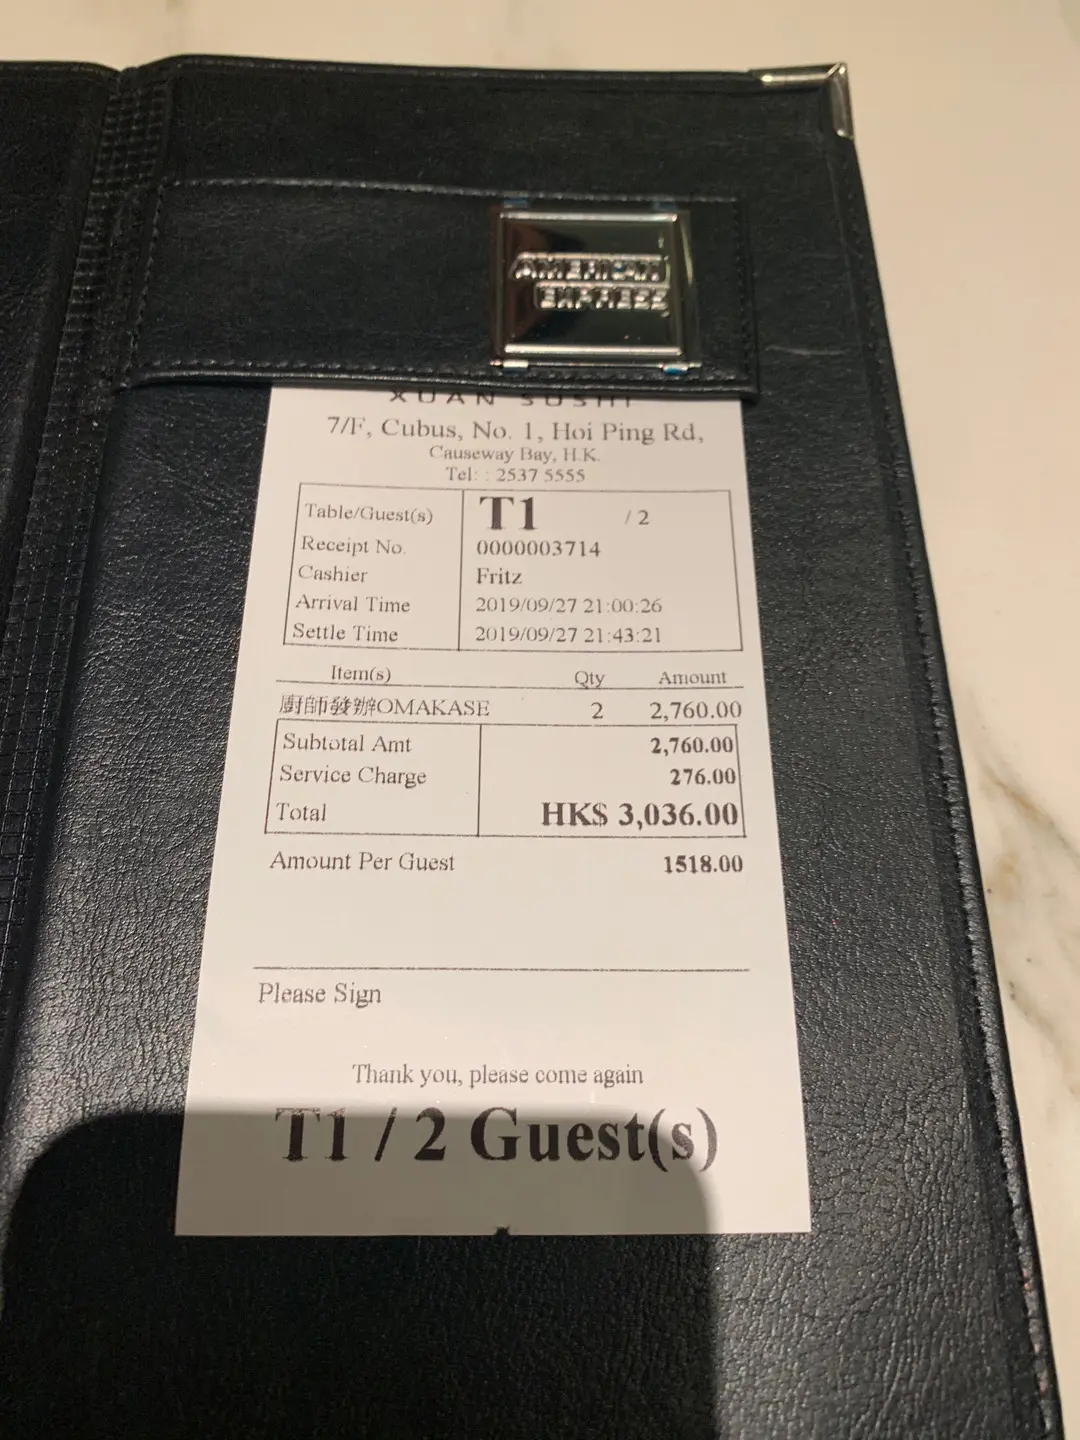 AMERICAN
EXPRESS
XUAN SUSHI
7/F, Cubus, No. 1, Hoi Ping Rd,
Causeway Bay, H.K.
Tel: : 2537 5555
Table/Guest(s) T1 / 2
Receipt No. 0000003714
Cashier Fritz
Arrival Time 2019/09/27 21:00:26
Settle Time 2019/09/27 21:43:21
Item(s) Qty Amount
廚師發辦OMAKASE 2 2,760.00
Subtotal Amt 2,760.00
Service Charge 276.00
Total HK$ 3,036.00
Amount Per Guest 1518.00
Please Sign
Thank you, please come again
T1 / 2 Guest(s)